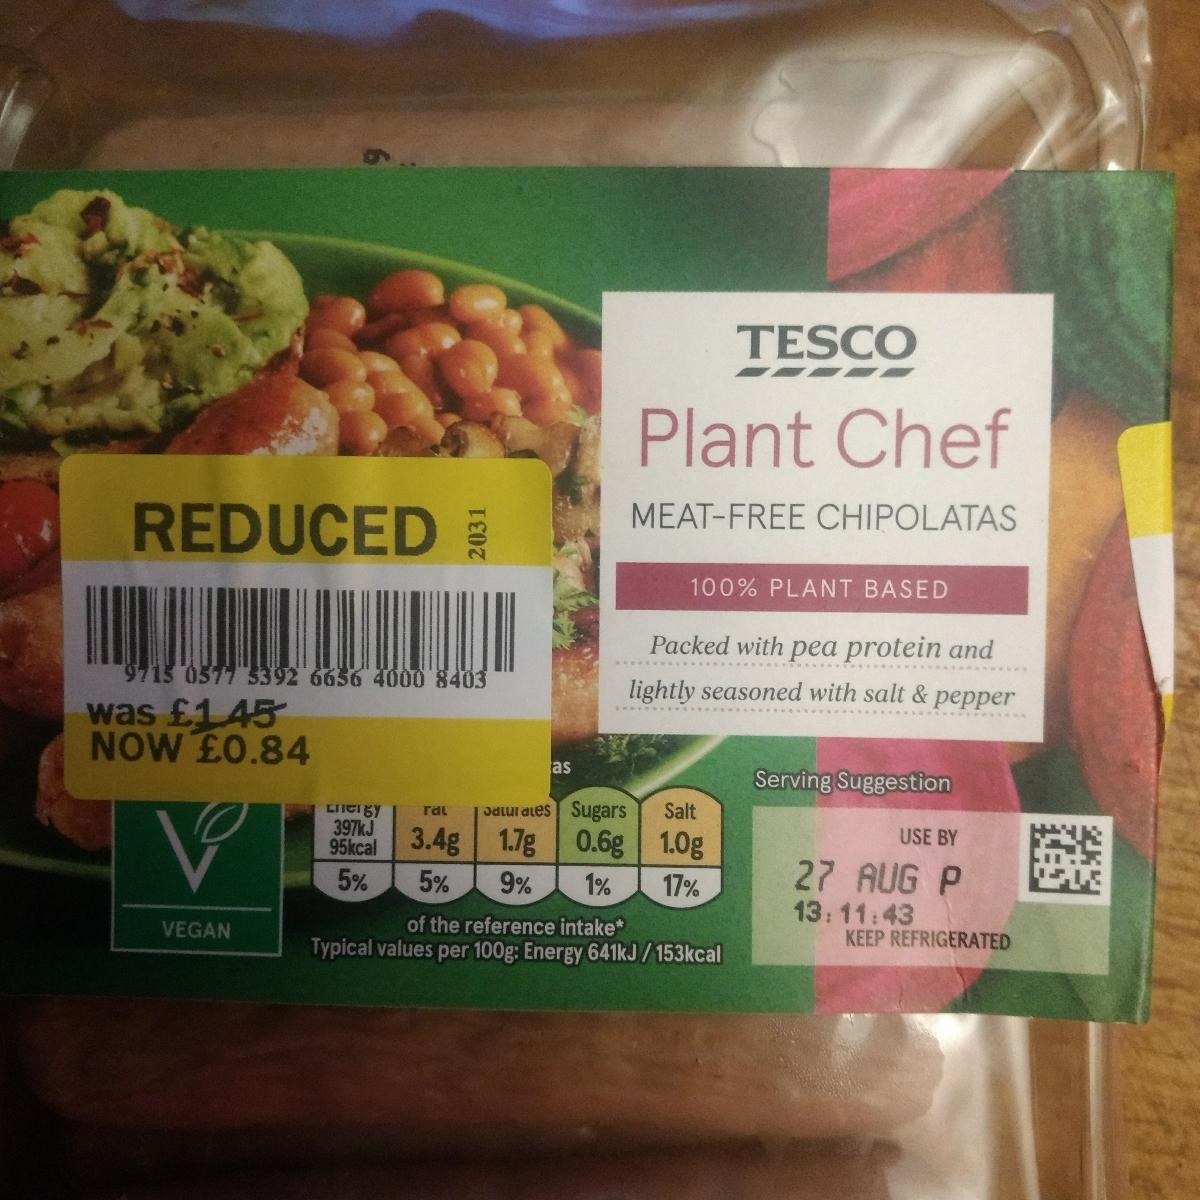 TESCO
Plant Chef
MEAT-FREE CHIPOLATAS
100% PLANT BASED
Packed with pea protein and
lightly seasoned with salt & pepper
REDUCED
2031
9715 0577 5392 6656 4000 8403
was £1.45
NOW £0.84
Serving Suggestion
VEGAN
Energy Fat Saturates Sugars Salt
397kJ
95kcal 3.4g 1.7g 0.6g 1.0g
5% 5% 9% 1% 17%
of the reference intake*
Typical values per 100g: Energy 641kJ / 153kcal
USE BY
27 AUG P
13:11:43
KEEP REFRIGERATED